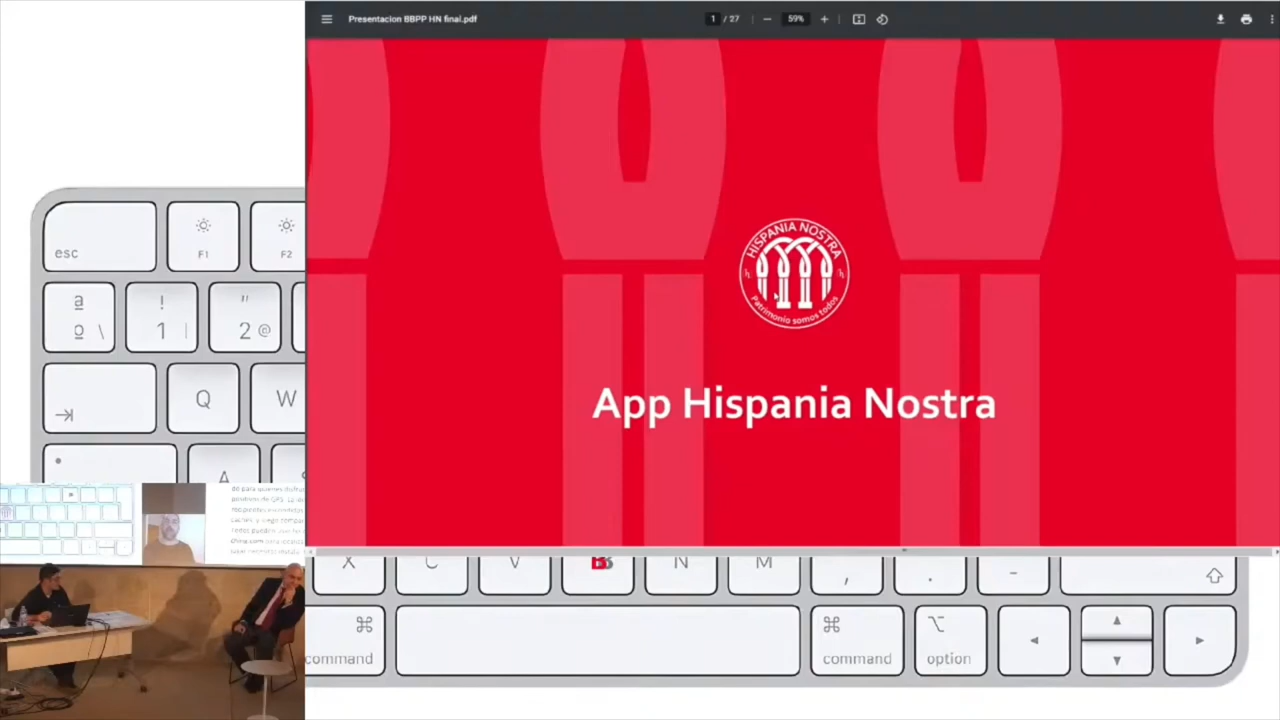 Presentacion BBPP HN final.pdf
1 / 27
59%
HISPANIA NOSTRA
Patrimonio somos todos
App Hispania Nostra
esc
F1
F2
a
o \
!
1 |
"
2 @
Q
W
A
X
C
V
N
M
,
.
-
⌘
command
⌘
command
option